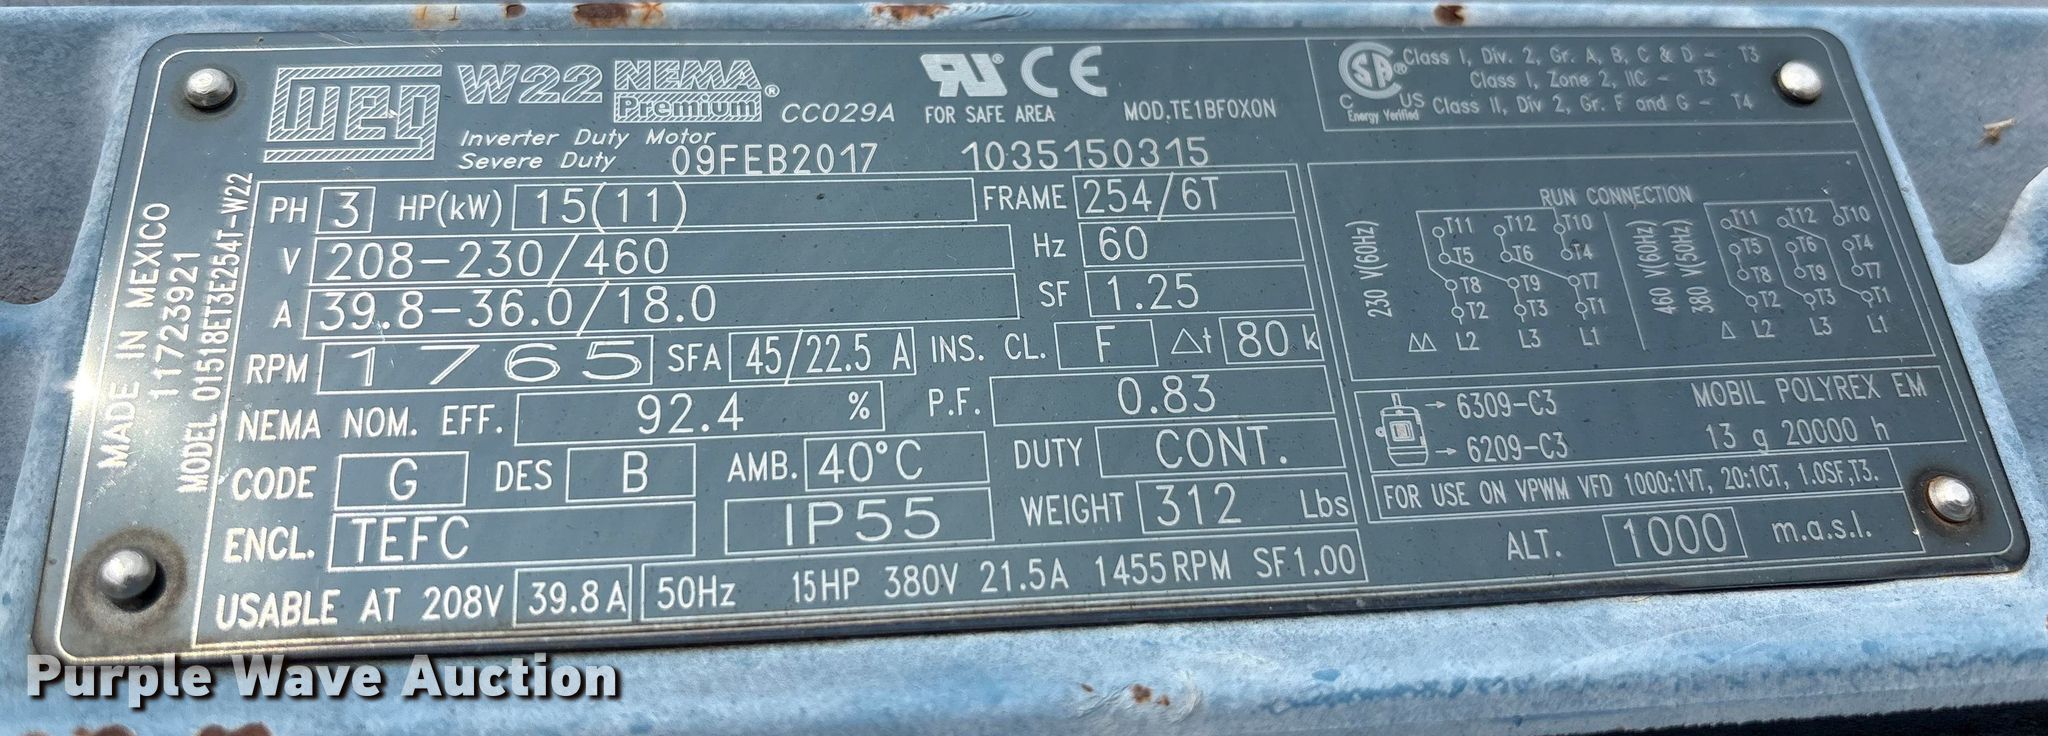 WEG W22 NEMA Premium® CC029A
Inverter Duty Motor
Severe Duty
09FEB2017 1035150315
FOR SAFE AREA
MOD.TE1BF0X0N
CE
CSA® C US Energy Verified
Class I, Div. 2, Gr. A, B, C & D - T3
Class I, Zone 2, IIC - T3
Class II, Div 2, Gr. F and G - T4
MADE IN MEXICO
11723921
MODEL 01518ET3E254T-W22
PH 3 HP(kW) 15(11) FRAME 254/6T
V 208-230/460 Hz 60
A 39.8-36.0/18.0 SF 1.25
RPM 1765 SFA 45/22.5 A INS. CL. F Δt 80 k
NEMA NOM. EFF. 92.4 % P.F. 0.83
CODE G DES B AMB. 40°C DUTY CONT.
ENCL. TEFC IP55 WEIGHT 312 Lbs
USABLE AT 208V 39.8 A 50Hz 15HP 380V 21.5A 1455RPM SF1.00
RUN CONNECTION
230 V(60Hz)
T11 T12 T10
T5 T6 T4
T8 T9 T7
T2 T3 T1
ΔΔ L2 L3 L1
460 V(60Hz)
380 V(50Hz)
T11 T12 T10
T5 T6 T4
T8 T9 T7
T2 T3 T1
Δ L2 L3 L1
→ 6309-C3 MOBIL POLYREX EM
→ 6209-C3 13 g 20000 h
FOR USE ON VPWM VFD 1000:1VT, 20:1CT, 1.0SF,T3.
ALT. 1000 m.a.s.l.
Purple Wave Auction